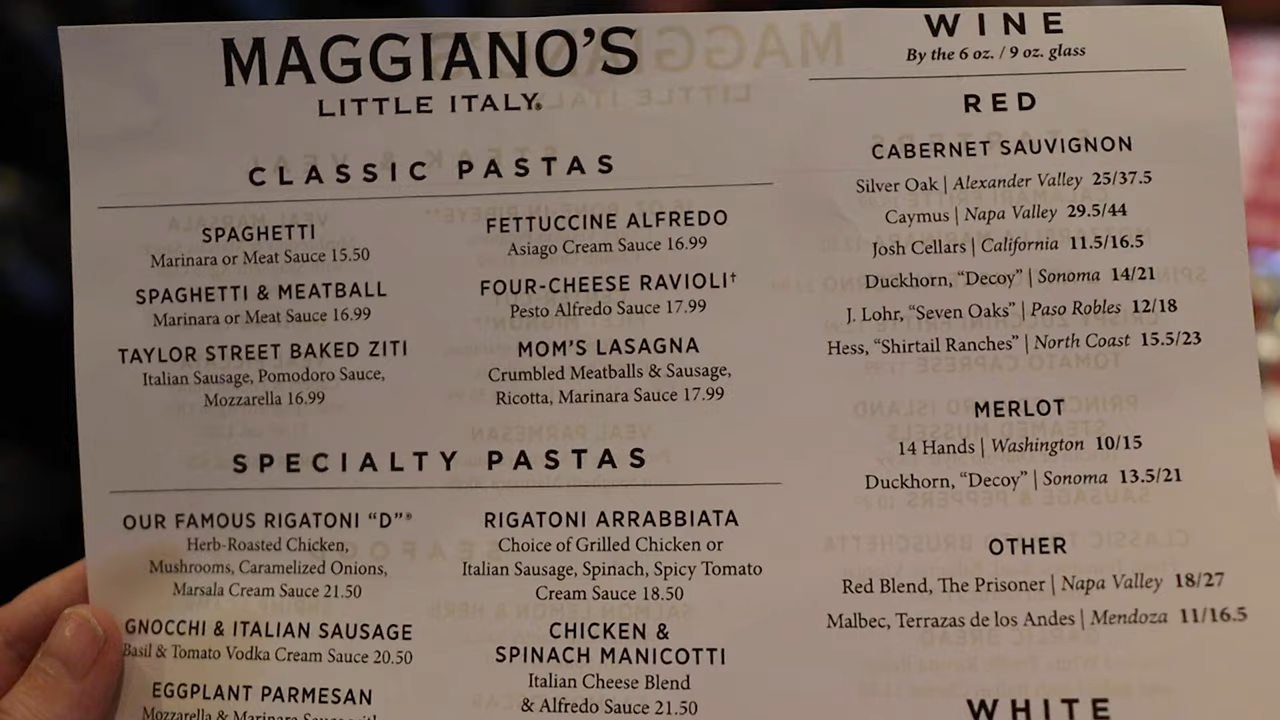 MAGGIANO'S
LITTLE ITALY®
CLASSIC PASTAS
SPAGHETTI
Marinara or Meat Sauce 15.50
SPAGHETTI & MEATBALL
Marinara or Meat Sauce 16.99
TAYLOR STREET BAKED ZITI
Italian Sausage, Pomodoro Sauce,
Mozzarella 16.99
FETTUCCINE ALFREDO
Asiago Cream Sauce 16.99
FOUR-CHEESE RAVIOLI†
Pesto Alfredo Sauce 17.99
MOM'S LASAGNA
Crumbled Meatballs & Sausage,
Ricotta, Marinara Sauce 17.99
SPECIALTY PASTAS
OUR FAMOUS RIGATONI “D”®
Herb-Roasted Chicken,
Mushrooms, Caramelized Onions,
Marsala Cream Sauce 21.50
GNOCCHI & ITALIAN SAUSAGE
Basil & Tomato Vodka Cream Sauce 20.50
EGGPLANT PARMESAN
Mozzarella & Marinara Sauce with
RIGATONI ARRABBIATA
Choice of Grilled Chicken or
Italian Sausage, Spinach, Spicy Tomato
Cream Sauce 18.50
CHICKEN &
SPINACH MANICOTTI
Italian Cheese Blend
& Alfredo Sauce 21.50
WINE
By the 6 oz. / 9 oz. glass
RED
CABERNET SAUVIGNON
Silver Oak | Alexander Valley 25/37.5
Caymus | Napa Valley 29.5/44
Josh Cellars | California 11.5/16.5
Duckhorn, “Decoy” | Sonoma 14/21
J. Lohr, “Seven Oaks” | Paso Robles 12/18
Hess, “Shirtail Ranches” | North Coast 15.5/23
MERLOT
14 Hands | Washington 10/15
Duckhorn, “Decoy” | Sonoma 13.5/21
OTHER
Red Blend, The Prisoner | Napa Valley 18/27
Malbec, Terrazas de los Andes | Mendoza 11/16.5
WHITE